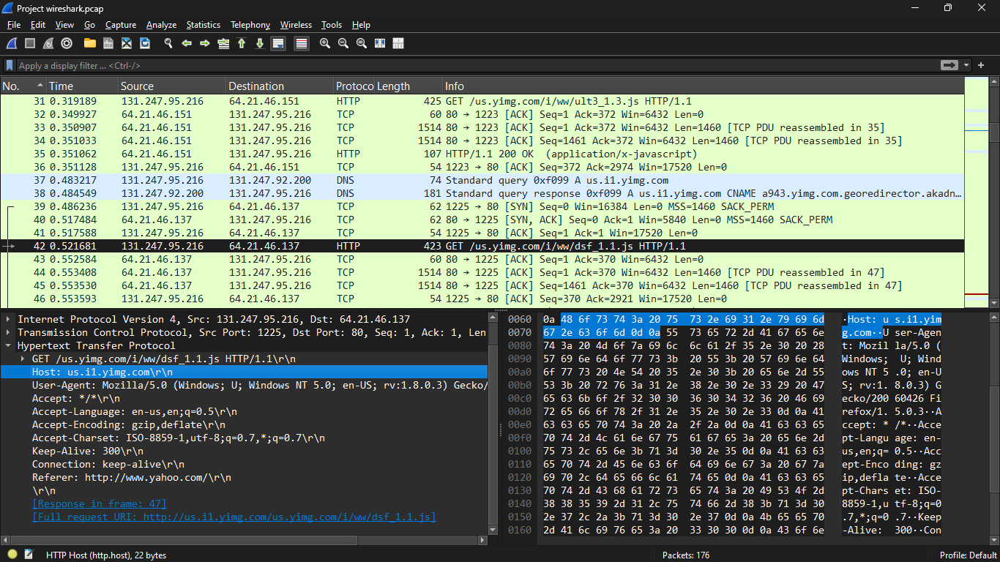 Project wireshark.pcap
File Edit View Go Capture Analyze Statistics Telephony Wireless Tools Help
Apply a display filter ... <Ctrl-/>
No. Time Source Destination Protoco Length Info
31 0.319189 131.247.95.216 64.21.46.151 HTTP 425 GET /us.yimg.com/i/ww/ult3_1.3.js HTTP/1.1
32 0.349927 64.21.46.151 131.247.95.216 TCP 60 80 → 1223 [ACK] Seq=1 Ack=372 Win=6432 Len=0
33 0.350907 64.21.46.151 131.247.95.216 TCP 1514 80 → 1223 [ACK] Seq=1 Ack=372 Win=6432 Len=1460 [TCP PDU reassembled in 35]
34 0.351033 64.21.46.151 131.247.95.216 TCP 1514 80 → 1223 [ACK] Seq=1461 Ack=372 Win=6432 Len=1460 [TCP PDU reassembled in 35]
35 0.351062 64.21.46.151 131.247.95.216 HTTP 107 HTTP/1.1 200 OK (application/x-javascript)
36 0.351128 131.247.95.216 64.21.46.151 TCP 54 1223 → 80 [ACK] Seq=372 Ack=2974 Win=17520 Len=0
37 0.483217 131.247.95.216 131.247.92.200 DNS 74 Standard query 0xf099 A us.i1.yimg.com
38 0.484549 131.247.92.200 131.247.95.216 DNS 181 Standard query response 0xf099 A us.i1.yimg.com CNAME a943.yimg.com.georedirector.akadn...
39 0.486236 131.247.95.216 64.21.46.137 TCP 62 1225 → 80 [SYN] Seq=0 Win=16384 Len=0 MSS=1460 SACK_PERM
40 0.517484 64.21.46.137 131.247.95.216 TCP 62 80 → 1225 [SYN, ACK] Seq=0 Ack=1 Win=5840 Len=0 MSS=1460 SACK_PERM
41 0.517588 131.247.95.216 64.21.46.137 TCP 54 1225 → 80 [ACK] Seq=1 Ack=1 Win=17520 Len=0
42 0.521681 131.247.95.216 64.21.46.137 HTTP 423 GET /us.yimg.com/i/ww/dsf_1.1.js HTTP/1.1
43 0.552584 64.21.46.137 131.247.95.216 TCP 60 80 → 1225 [ACK] Seq=1 Ack=370 Win=6432 Len=0
44 0.553408 64.21.46.137 131.247.95.216 TCP 1514 80 → 1225 [ACK] Seq=1 Ack=370 Win=6432 Len=1460 [TCP PDU reassembled in 47]
45 0.553530 64.21.46.137 131.247.95.216 TCP 1514 80 → 1225 [ACK] Seq=1461 Ack=370 Win=6432 Len=1460 [TCP PDU reassembled in 47]
46 0.553593 131.247.95.216 64.21.46.137 TCP 54 1225 → 80 [ACK] Seq=370 Ack=2921 Win=17520 Len=0
Internet Protocol Version 4, Src: 131.247.95.216, Dst: 64.21.46.137
Transmission Control Protocol, Src Port: 1225, Dst Port: 80, Seq: 1, Ack: 1, Len
Hypertext Transfer Protocol
GET /us.yimg.com/i/ww/dsf_1.1.js HTTP/1.1\r\n
Host: us.i1.yimg.com\r\n
User-Agent: Mozilla/5.0 (Windows; U; Windows NT 5.0; en-US; rv:1.8.0.3) Gecko/
Accept: */*\r\n
Accept-Language: en-us,en;q=0.5\r\n
Accept-Encoding: gzip,deflate\r\n
Accept-Charset: ISO-8859-1,utf-8;q=0.7,*;q=0.7\r\n
Keep-Alive: 300\r\n
Connection: keep-alive\r\n
Referer: http://www.yahoo.com/\r\n
\r\n
[Response in frame: 47]
[Full request URI: http://us.i1.yimg.com/us.yimg.com/i/ww/dsf_1.1.js]
0060 0a 48 6f 73 74 3a 20 75 73 2e 69 31 2e 79 69 6d ·Host: u s.i1.yim
0070 67 2e 63 6f 6d 0d 0a 55 73 65 72 2d 41 67 65 6e g.com··U ser-Agen
0080 74 3a 20 4d 6f 7a 69 6c 6c 61 2f 35 2e 30 20 28 t: Mozil la/5.0 (
0090 57 69 6e 64 6f 77 73 3b 20 55 3b 20 57 69 6e 64 Windows; U; Wind
00a0 6f 77 73 20 4e 54 20 35 2e 30 3b 20 65 6e 2d 55 ows NT 5 .0; en-U
00b0 53 3b 20 72 76 3a 31 2e 38 2e 30 2e 33 29 20 47 S; rv:1. 8.0.3) G
00c0 65 63 6b 6f 2f 32 30 30 36 30 34 32 36 20 46 69 ecko/200 60426 Fi
00d0 72 65 66 6f 78 2f 31 2e 35 2e 30 2e 33 0d 0a 41 refox/1. 5.0.3··A
00e0 63 63 65 70 74 3a 20 2a 2f 2a 0d 0a 41 63 63 65 ccept: * /*··Acce
00f0 70 74 2d 4c 61 6e 67 75 61 67 65 3a 20 65 6e 2d pt-Langu age: en-
0100 75 73 2c 65 6e 3b 71 3d 30 2e 35 0d 0a 41 63 63 us,en;q= 0.5··Acc
0110 65 70 74 2d 45 6e 63 6f 64 69 6e 67 3a 20 67 7a ept-Enco ding: gz
0120 69 70 2c 64 65 66 6c 61 74 65 0d 0a 41 63 63 65 ip,defla te··Acce
0130 70 74 2d 43 68 61 72 73 65 74 3a 20 49 53 4f 2d pt-Chars et: ISO-
0140 38 38 35 39 2d 31 2c 75 74 66 2d 38 3b 71 3d 30 8859-1,u tf-8;q=0
0150 2e 37 2c 2a 3b 71 3d 30 2e 37 0d 0a 4b 65 65 70 .7,*;q=0 .7··Keep
0160 2d 41 6c 69 76 65 3a 20 33 30 30 0d 0a 43 6f 6e -Alive: 300··Con
HTTP Host (http.host), 22 bytes Packets: 176 Profile: Default